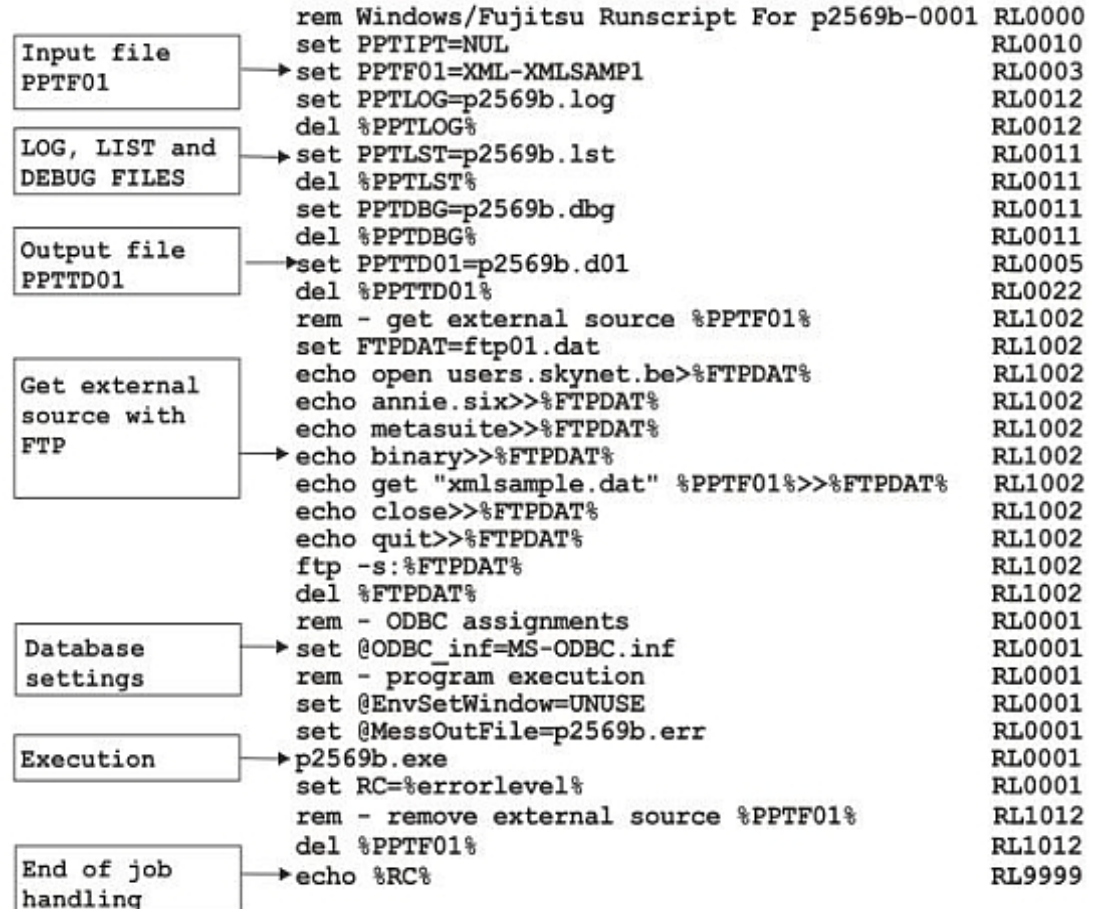 rem Windows/Fujitsu Runscript For p2569b-0001 RL0000
set PPTIPT=NUL RL0010
Input file
PPTF01
set PPTF01=XML-XMLSAMP1 RL0003
set PPTLOG=p2569b.log RL0012
del %PPTLOG% RL0012
LOG, LIST and
DEBUG FILES
set PPTLST=p2569b.lst RL0011
del %PPTLST% RL0011
set PPTDBG=p2569b.dbg RL0011
del %PPTDBG% RL0011
Output file
PPTTD01
set PPTTD01=p2569b.d01 RL0005
del %PPTTD01% RL0022
rem - get external source %PPTF01% RL1002
set FTPDAT=ftp01.dat RL1002
echo open users.skynet.be>%FTPDAT% RL1002
echo annie.six>>%FTPDAT% RL1002
echo metasuite>>%FTPDAT% RL1002
Get external
source with
FTP
echo binary>>%FTPDAT% RL1002
echo get "xmlsample.dat" %PPTF01%>>%FTPDAT% RL1002
echo close>>%FTPDAT% RL1002
echo quit>>%FTPDAT% RL1002
ftp -s:%FTPDAT% RL1002
del %FTPDAT% RL1002
rem - ODBC assignments RL0001
Database
settings
set @ODBC_inf=MS-ODBC.inf RL0001
rem - program execution RL0001
set @EnvSetWindow=UNUSE RL0001
set @MessOutFile=p2569b.err RL0001
Execution
p2569b.exe RL0001
set RC=%errorlevel% RL0001
rem - remove external source %PPTF01% RL1012
del %PPTF01% RL1012
End of job
handling
echo %RC% RL9999